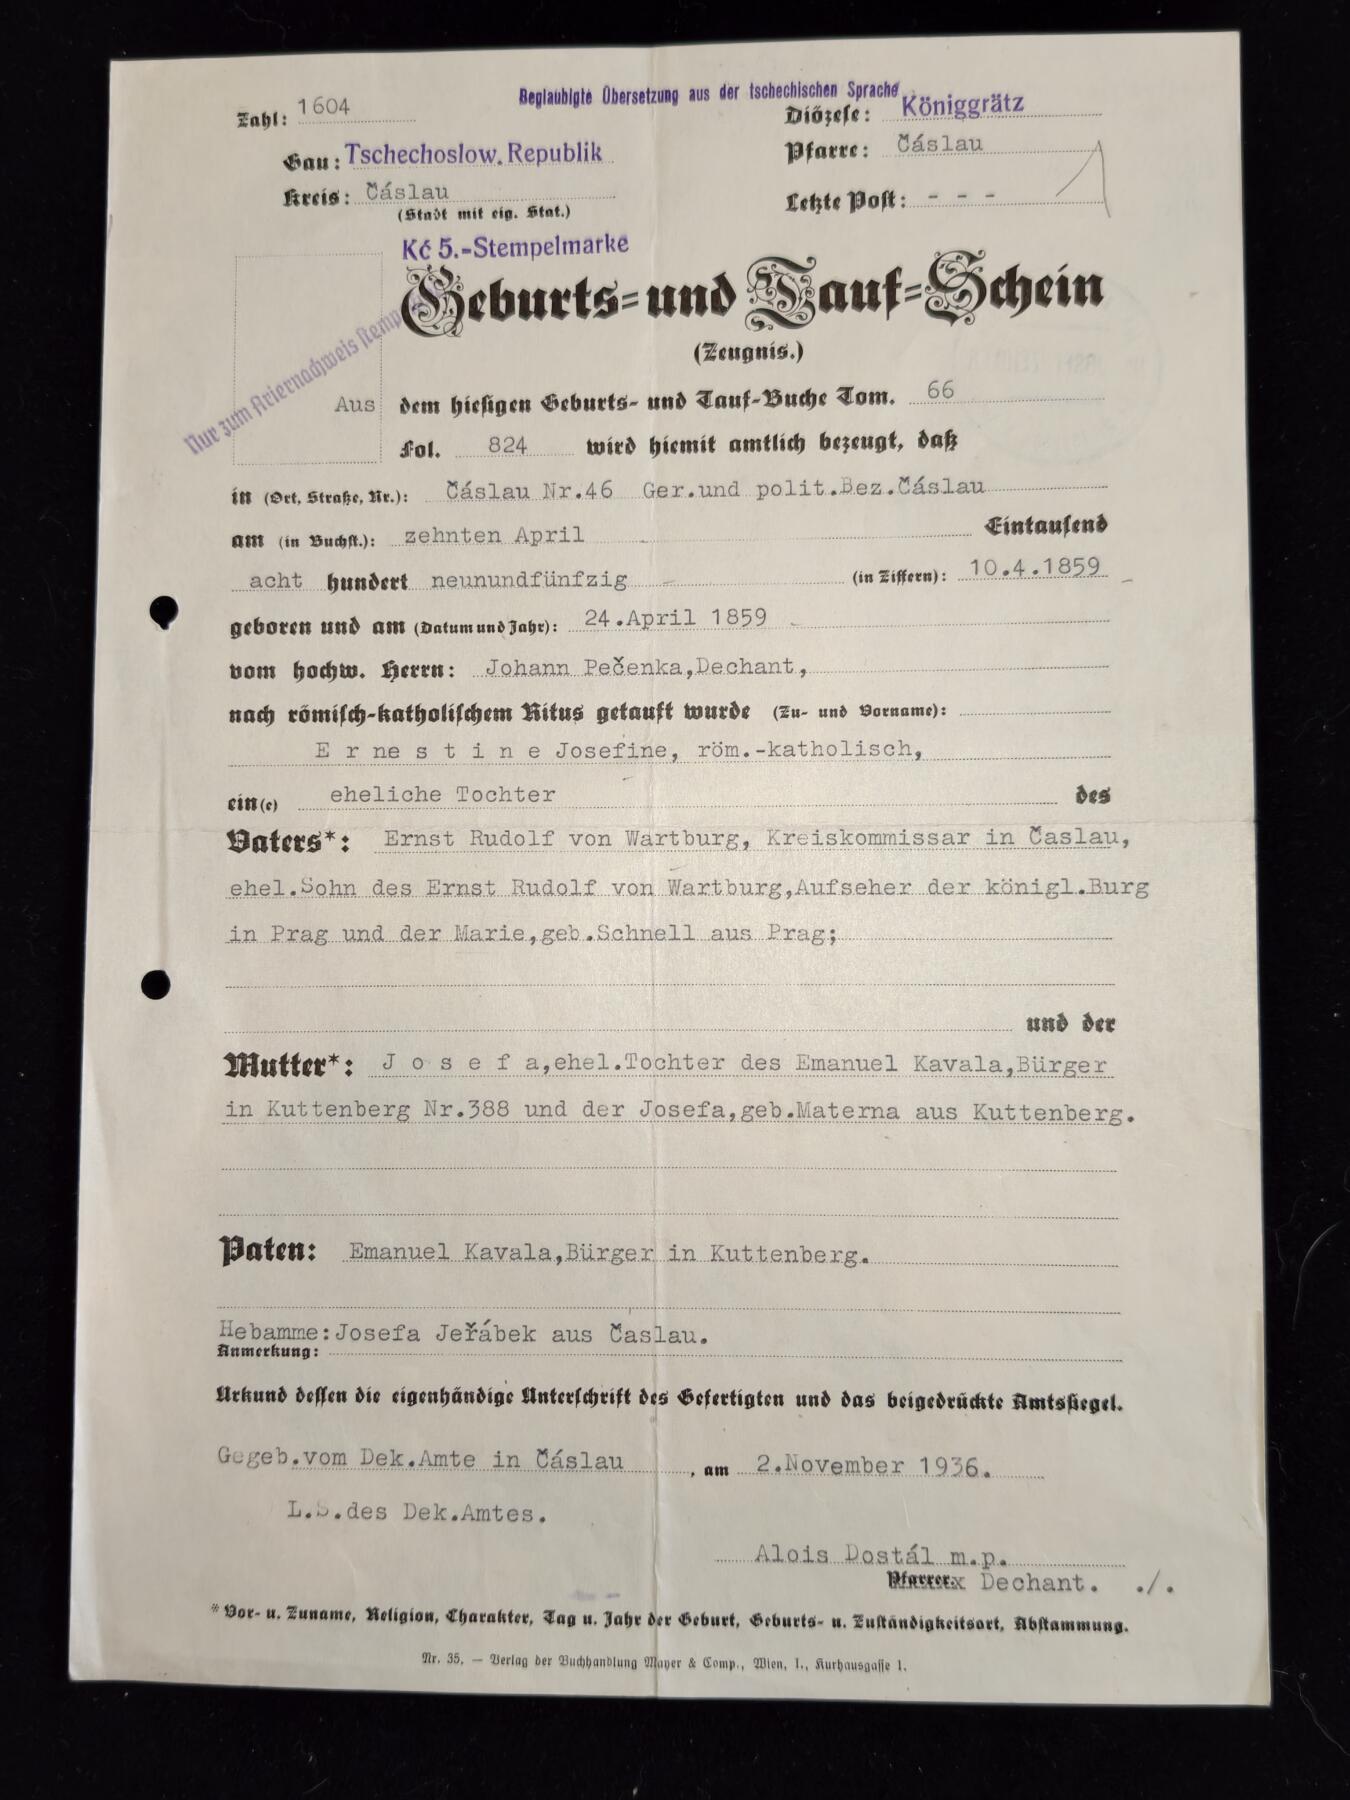 Beglaubigte Übersetzung aus der tschechischen Sprache
Zahl: 1604
Diözese: Königgrätz
Gau: Tschechoslow. Republik
Pfarre: Čáslau
Kreis: Čáslau
(Stadt mit eig. Stat.)
Letzte Post: - - -
Kč 5.-Stempelmarke
Geburts- und Tauf-Schein
(Zeugnis.)
Nur zum Ariernachweis
Aus dem hiesigen Geburts- und Tauf-Buche Tom. 66
Fol. 824 wird hiemit amtlich bezeugt, daß
in (Ort, Straße, Nr.): Čáslau Nr.46 Ger.und polit.Bez.Čáslau
am (in Buchst.): zehnten April Eintausend
acht hundert neunundfünfzig (in Ziffern): 10.4.1859
geboren und am (Datum und Jahr): 24.April 1859
vom hochw. Herrn: Johann Pečenka,Dechant,
nach römisch-katholischem Ritus getauft wurde (Zu- und Vorname):
E r n e s t i n e Josefine, röm.-katholisch,
ein(e) eheliche Tochter des
Vaters*: Ernst Rudolf von Wartburg, Kreiskommissar in Časlau,
ehel.Sohn des Ernst Rudolf von Wartburg,Aufseher der königl.Burg
in Prag und der Marie,geb.Schnell aus Prag;
und der
Mutter*: J o s e f a,ehel.Tochter des Emanuel Kavala,Bürger
in Kuttenberg Nr.388 und der Josefa,geb.Materna aus Kuttenberg.
Paten: Emanuel Kavala,Bürger in Kuttenberg.
Hebamme:Josefa Jeřábek aus Časlau.
Anmerkung:
Urkund dessen die eigenhändige Unterschrift des Gefertigten und das beigedrückte Amtssiegel.
Gegeb.vom Dek.Amte in Čáslau, am 2.November 1936.
L.S.des Dek.Amtes.
Alois Dostál m.p.
Pfarrer. Dechant. ./.
* Vor- u. Zuname, Religion, Charakter, Tag u. Jahr der Geburt, Geburts- u. Zuständigkeitsort, Abstammung.
Nr. 35. — Verlag der Buchhandlung Mayer & Comp., Wien, I., Kurhausgasse 1.